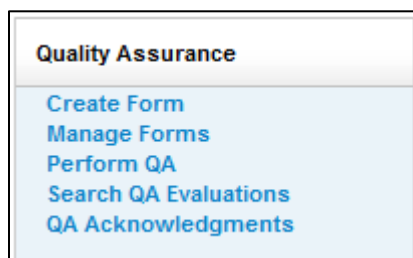 Quality Assurance
Create Form
Manage Forms
Perform QA
Search QA Evaluations
QA Acknowledgments